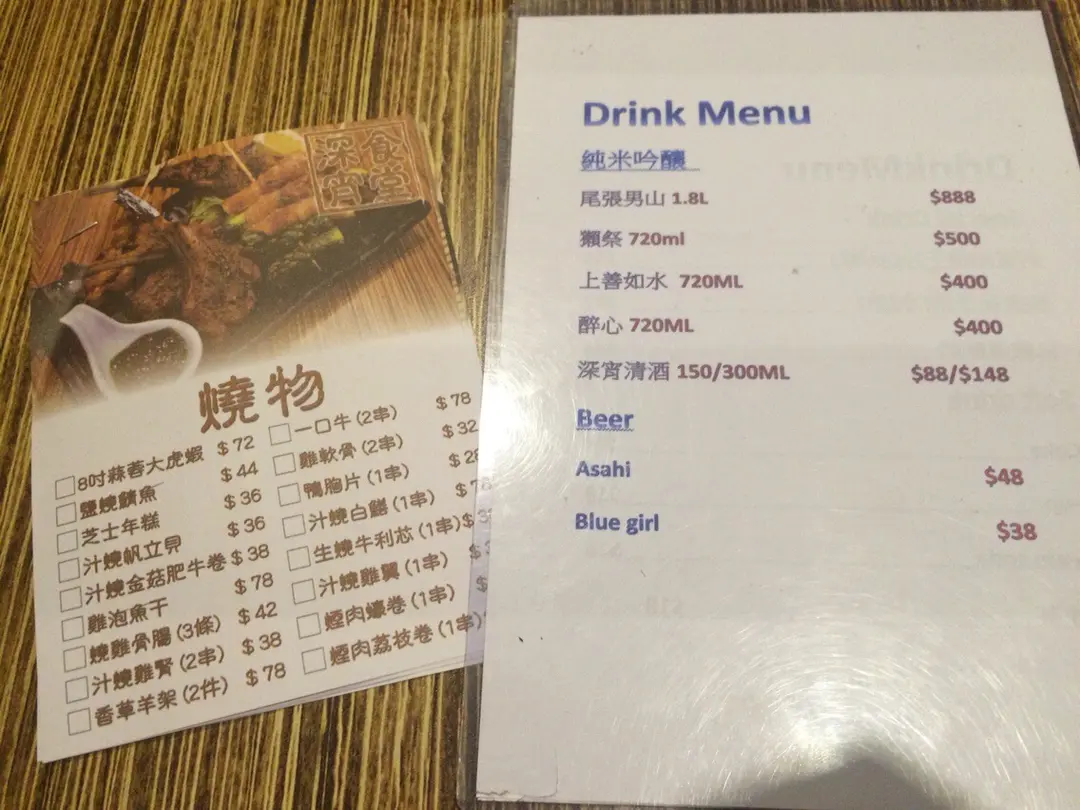 深宵食堂
燒物
8吋蒜蓉大虎蝦 $72
鹽燒鯖魚 $44
芝士年糕 $36
汁燒帆立貝 $36
汁燒金菇肥牛卷 $38
雞泡魚干 $78
燒雞骨腸 (3條) $42
汁燒雞腎 (2串) $38
香草羊架 (2件) $78
一口牛 (2串) $78
雞軟骨 (2串) $32
鴨胸片 (1串)
汁燒白鱔 (1串) $78
生燒牛利芯 (1串)
汁燒雞翼 (1串)
煙肉蠔卷 (1串)
煙肉荔枝卷 (1串)
Drink Menu
純米吟釀
尾張男山 1.8L $888
獺祭 720ml $500
上善如水 720ML $400
醉心 720ML $400
深宵清酒 150/300ML $88/$148
Beer
Asahi $48
Blue girl $38